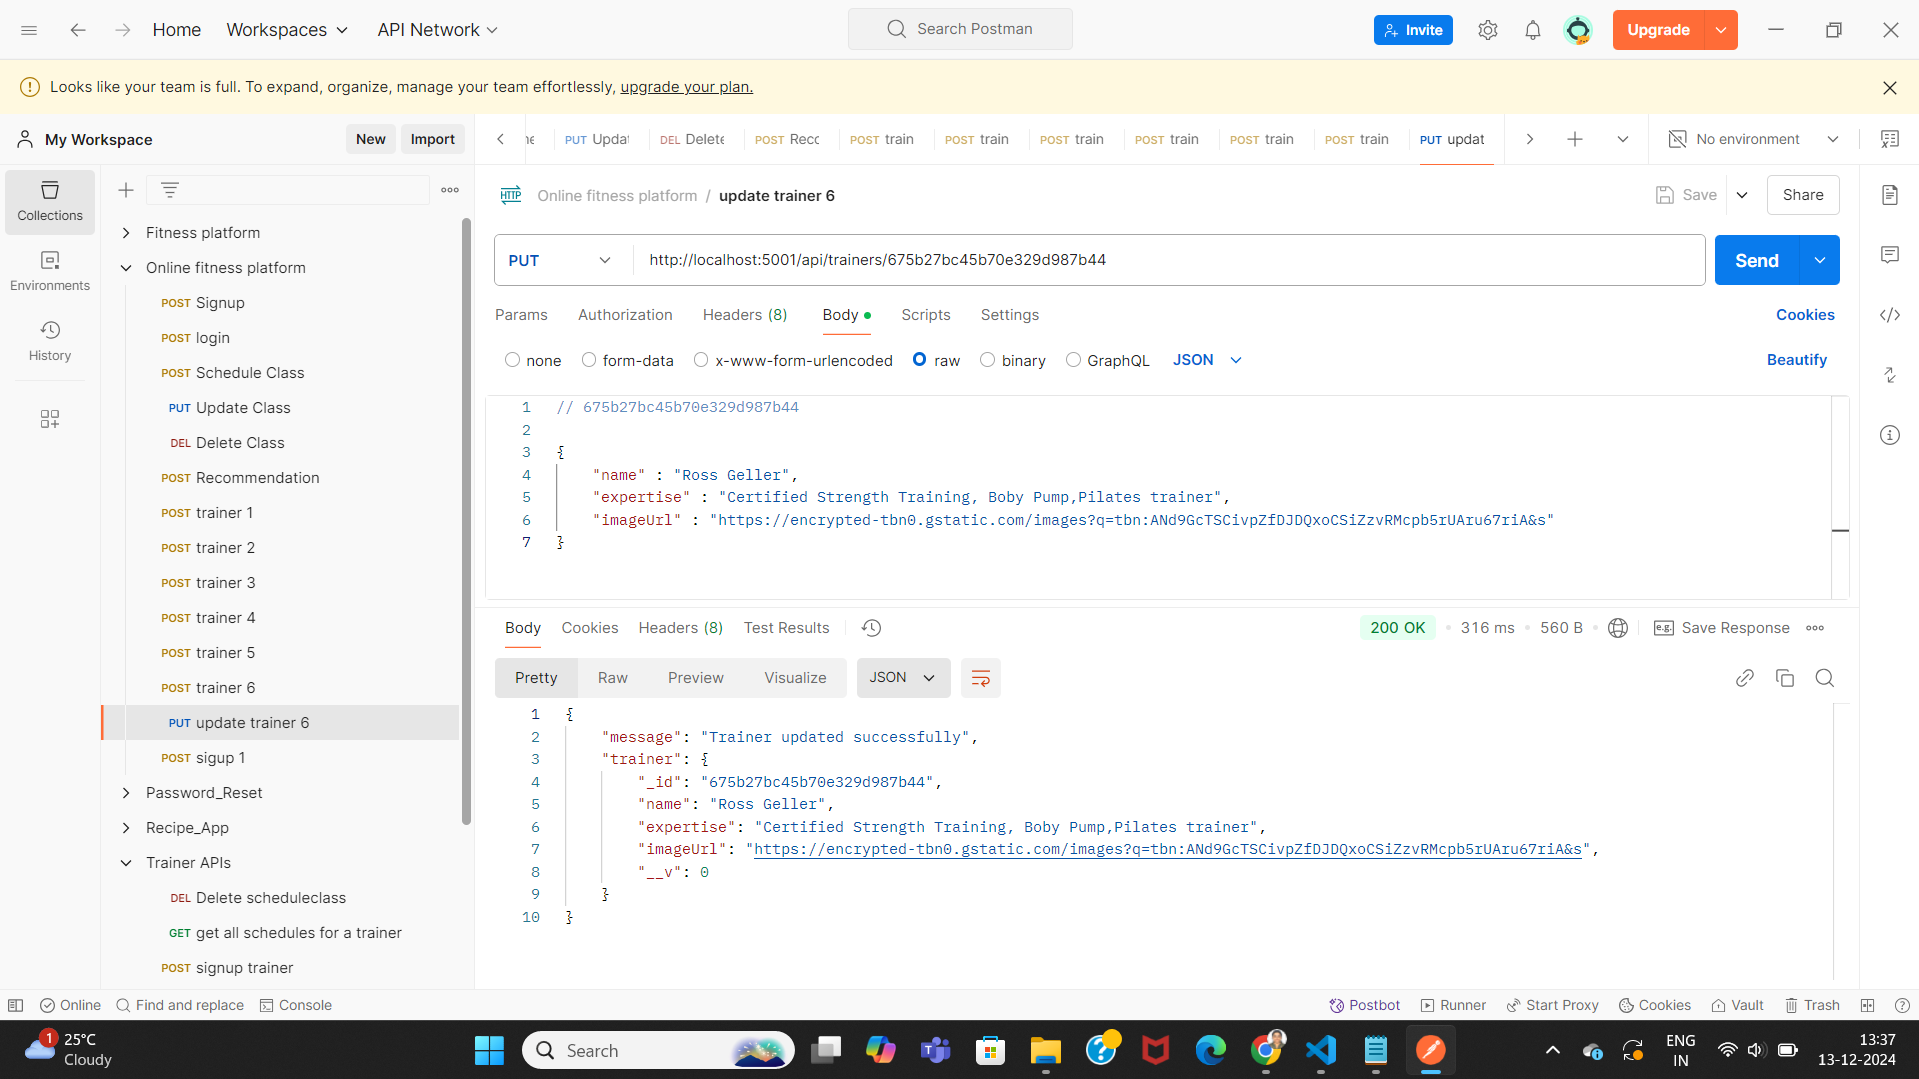 Home Workspaces API Network Search Postman Invite Upgrade
Looks like your team is full. To expand, organize, manage your team effortlessly, upgrade your plan.
My Workspace New Import
PUT Updat DEL Delete POST Reco POST train POST train POST train POST train POST train POST train PUT updat No environment
Collections
Environments
History
Fitness platform
Online fitness platform
POST Signup
POST login
POST Schedule Class
PUT Update Class
DEL Delete Class
POST Recommendation
POST trainer 1
POST trainer 2
POST trainer 3
POST trainer 4
POST trainer 5
POST trainer 6
PUT update trainer 6
POST sigup 1
Password_Reset
Recipe_App
Trainer APIs
DEL Delete scheduleclass
GET get all schedules for a trainer
POST signup trainer
HTTP Online fitness platform / update trainer 6 Save Share
PUT http://localhost:5001/api/trainers/675b27bc45b70e329d987b44 Send
Params Authorization Headers (8) Body Scripts Settings Cookies
none form-data x-www-form-urlencoded raw binary GraphQL JSON Beautify
1 // 675b27bc45b70e329d987b44
2
3 {
4 "name" : "Ross Geller",
5 "expertise" : "Certified Strength Training, Boby Pump,Pilates trainer",
6 "imageUrl" : "https://encrypted-tbn0.gstatic.com/images?q=tbn:ANd9GcTSCivpZfDJDQxoCSiZzvRMcpb5rUAru67riA&s"
7 }
Body Cookies Headers (8) Test Results 200 OK 316 ms 560 B e.g. Save Response
Pretty Raw Preview Visualize JSON
1 {
2 "message": "Trainer updated successfully",
3 "trainer": {
4 "_id": "675b27bc45b70e329d987b44",
5 "name": "Ross Geller",
6 "expertise": "Certified Strength Training, Boby Pump,Pilates trainer",
7 "imageUrl": "https://encrypted-tbn0.gstatic.com/images?q=tbn:ANd9GcTSCivpZfDJDQxoCSiZzvRMcpb5rUAru67riA&s",
8 "__v": 0
9 }
10 }
Online Find and replace Console Postbot Runner Start Proxy Cookies Vault Trash
1 25°C
Cloudy
Search
ENG
IN
13:37
13-12-2024